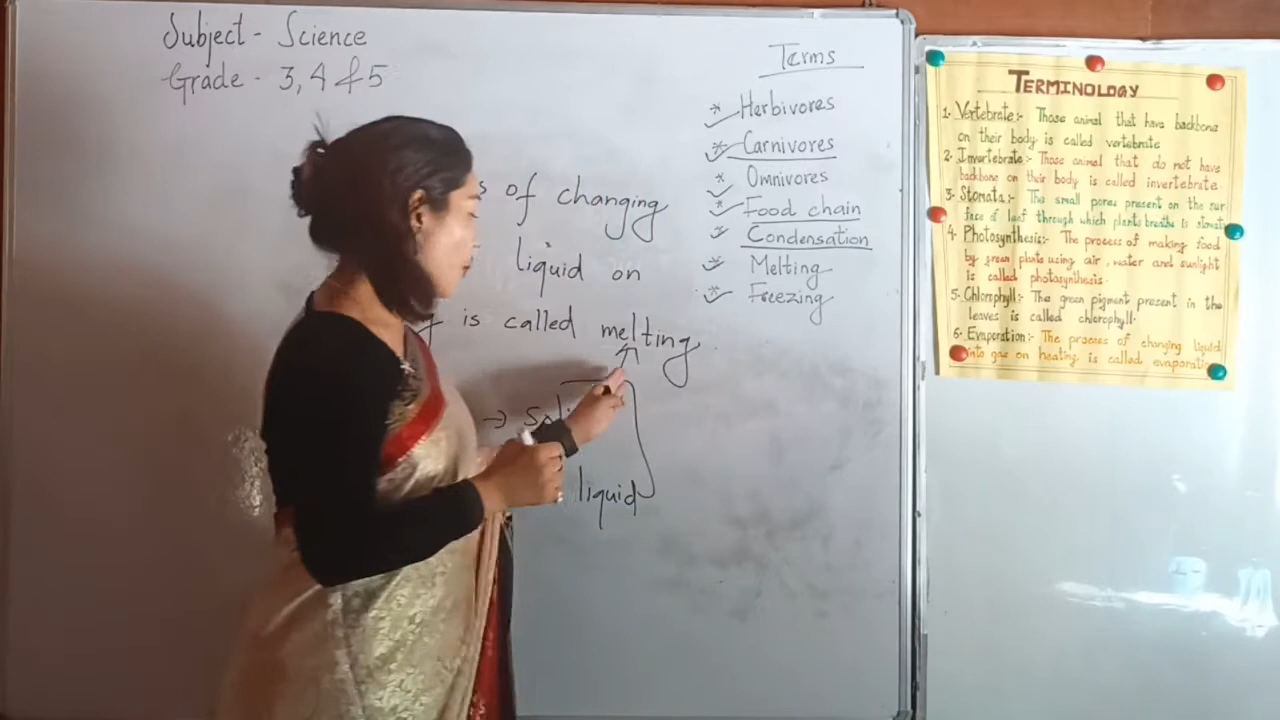 Subject - Science
Grade - 3, 4 & 5
of changing
liquid on
is called melting
→
liquid
Terms
* Herbivores
* Carnivores
* Omnivores
* Food chain
* Condensation
* Melting
* Freezing
TERMINOLOGY
1. Vertebrate:- Those animal that have backbone
on their body is called vertebrate
2. Invertebrate:- Those animal that do not have
backbone on their body is called invertebrate.
3. Stomata:- The small pores present on the sur
face of leaf through which plants breathe is stomata
4. Photosynthesis:- The process of making food
by green plants using air, water and sunlight
is called photosynthesis.
5. Chlorophyll:- The green pigment present in the
leaves is called chlorophyll.
6. Evaporation:- The process of changing liquid
into gas on heating is called evaporation